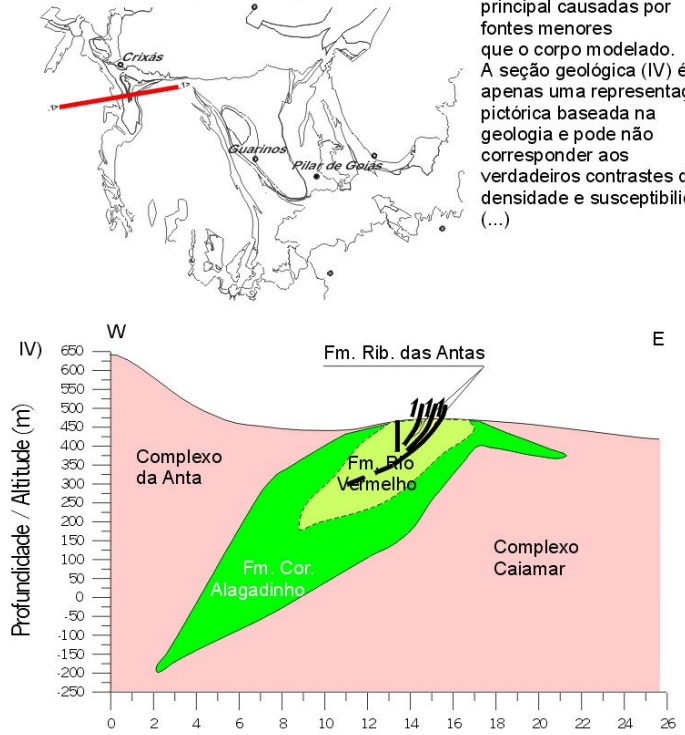 principal causadas por
fontes menores
que o corpo modelado.
A seção geológica (IV) é
apenas uma
pictórica baseada na
geologia e pode não
corresponder aos
verdadeiros contrastes
densidade e
(...)
Crixás
Guarinos
Pilar de Goiás
IV)
W
E
Fm. Rib. das Antas
Complexo
da Anta
Fm. Rio
Vermelho
Fm. Cor.
Alagadinho
Complexo
Caiamar
Profundidade / Altitude (m)
650
600
550
500
450
400
350
300
250
200
150
100
50
0
-50
-100
-150
-200
-250
0 2 4 6 8 10 12 14 16 18 20 22 24 26